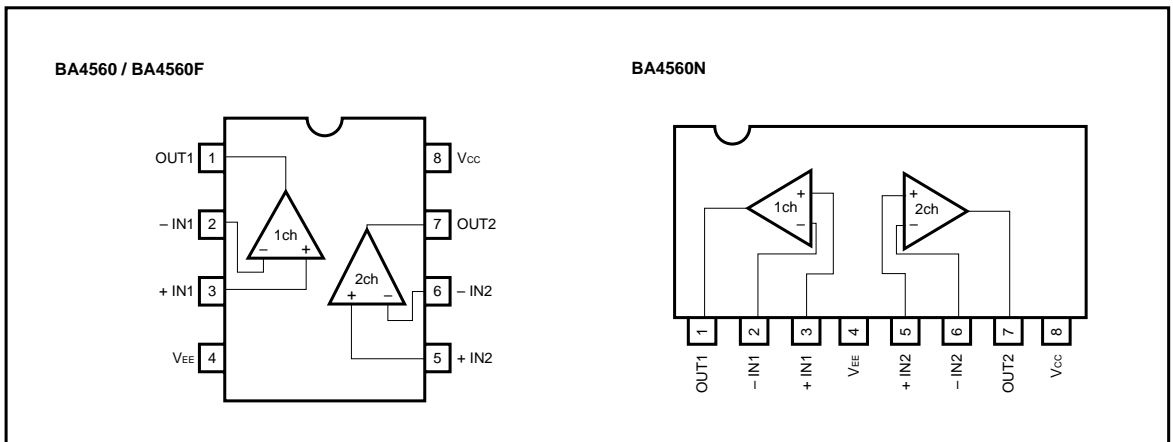 BA4560 / BA4560F
OUT1 1
– IN1 2
+ IN1 3
VEE 4
8 VCC
7 OUT2
6 – IN2
5 + IN2
1ch
– +
2ch
+ –
BA4560N
+
1ch
–
+
2ch
–
1 2 3 4 5 6 7 8
OUT1 – IN1 + IN1 VEE + IN2 – IN2 OUT2 VCC